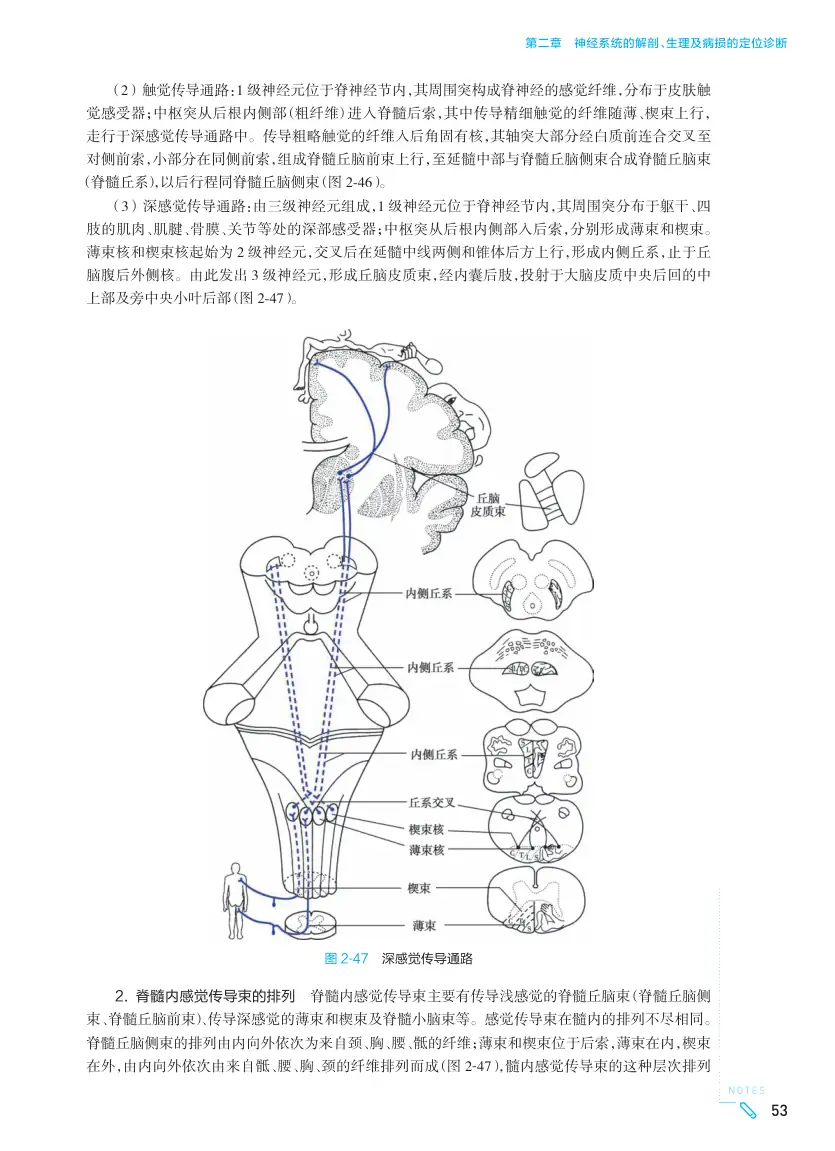 第二章　神经系统的解剖、生理及病损的定位诊断
（2）触觉传导通路：1 级神经元位于脊神经节内，其周围突构成脊神经的感觉纤维，分布于皮肤触
觉感受器；中枢突从后根内侧部（粗纤维）进入脊髓后索，其中传导精细触觉的纤维随薄、楔束上行，
走行于深感觉传导通路中。传导粗略触觉的纤维入后角固有核，其轴突大部分经白质前连合交叉至
对侧前索，小部分在同侧前索，组成脊髓丘脑前束上行，至延髓中部与脊髓丘脑侧束合成脊髓丘脑束
（脊髓丘系），以后行程同脊髓丘脑侧束（图 2-46）。
（3）深感觉传导通路：由三级神经元组成，1 级神经元位于脊神经节内，其周围突分布于躯干、四
肢的肌肉、肌腱、骨膜、关节等处的深部感受器；中枢突从后根内侧部入后索，分别形成薄束和楔束。
薄束核和楔束核起始为 2 级神经元，交叉后在延髓中线两侧和锥体后方上行，形成内侧丘系，止于丘
脑腹后外侧核。由此发出 3 级神经元，形成丘脑皮质束，经内囊后肢，投射于大脑皮质中央后回的中
上部及旁中央小叶后部（图 2-47）。
丘脑
皮质束
内侧丘系
内侧丘系
内侧丘系
丘系交叉
楔束核
薄束核
楔束
薄束
图 2-47　深感觉传导通路
2. 脊髓内感觉传导束的排列　脊髓内感觉传导束主要有传导浅感觉的脊髓丘脑束（脊髓丘脑侧
束、脊髓丘脑前束）、传导深感觉的薄束和楔束及脊髓小脑束等。感觉传导束在髓内的排列不尽相同。
脊髓丘脑侧束的排列由内向外依次为来自颈、胸、腰、骶的纤维；薄束和楔束位于后索，薄束在内，楔束
在外，由内向外依次由来自骶、腰、胸、颈的纤维排列而成（图 2-47），髓内感觉传导束的这种层次排列
NOTES
53